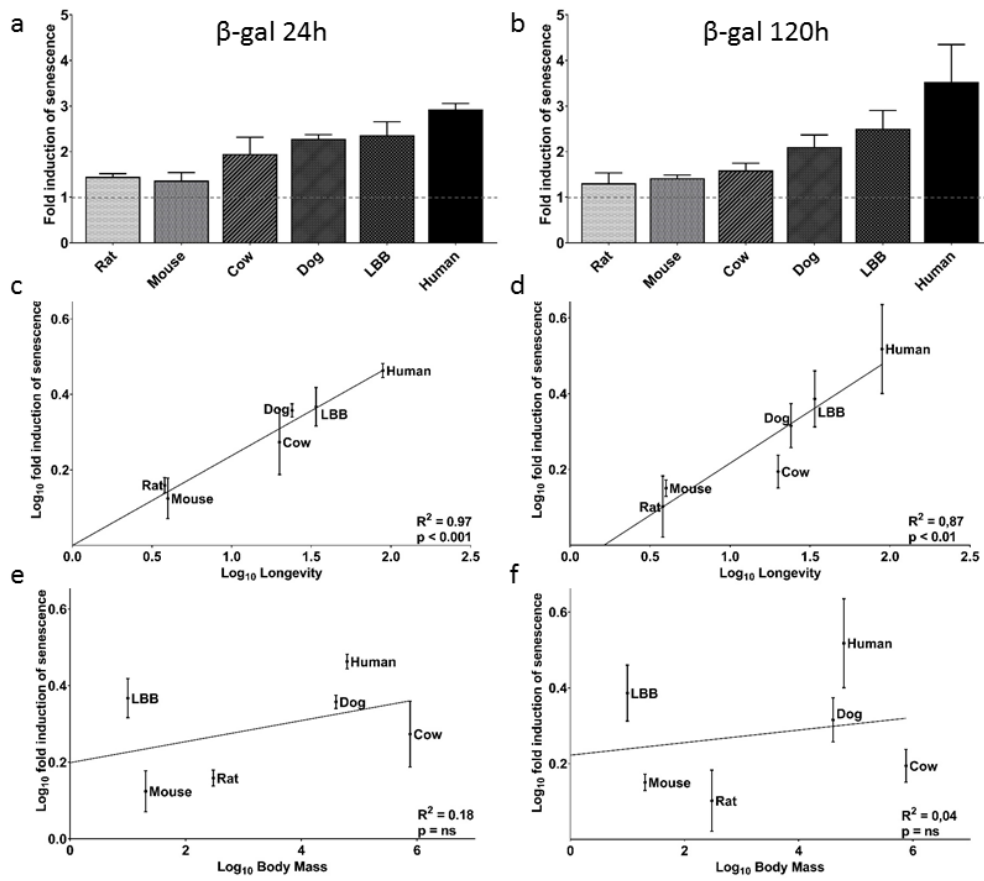 a
β-gal 24h
Fold induction of senescence
5
4
3
2
1
0
Rat
Mouse
Cow
Dog
LBB
Human
b
β-gal 120h
Fold induction of senescence
5
4
3
2
1
0
Rat
Mouse
Cow
Dog
LBB
Human
c
Log10 fold induction of senescence
0.6
0.4
0.2
Human
Dog
LBB
Cow
Rat
Mouse
R2 = 0.97
p < 0.001
0.0 0.5 1.0 1.5 2.0 2.5
Log10 Longevity
d
Log10 fold induction of senescence
0.6
0.4
0.2
Human
LBB
Dog
Cow
Mouse
Rat
R2 = 0,87
p < 0.01
0.0 0.5 1.0 1.5 2.0 2.5
Log10 Longevity
e
Log10 fold induction of senescence
0.6
0.4
0.2
Human
LBB
Dog
Cow
Rat
Mouse
R2 = 0.18
p = ns
0 2 4 6
Log10 Body Mass
f
Log10 fold induction of senescence
0.6
0.4
0.2
Human
LBB
Dog
Cow
Mouse
Rat
R2 = 0,04
p = ns
0 2 4 6
Log10 Body Mass